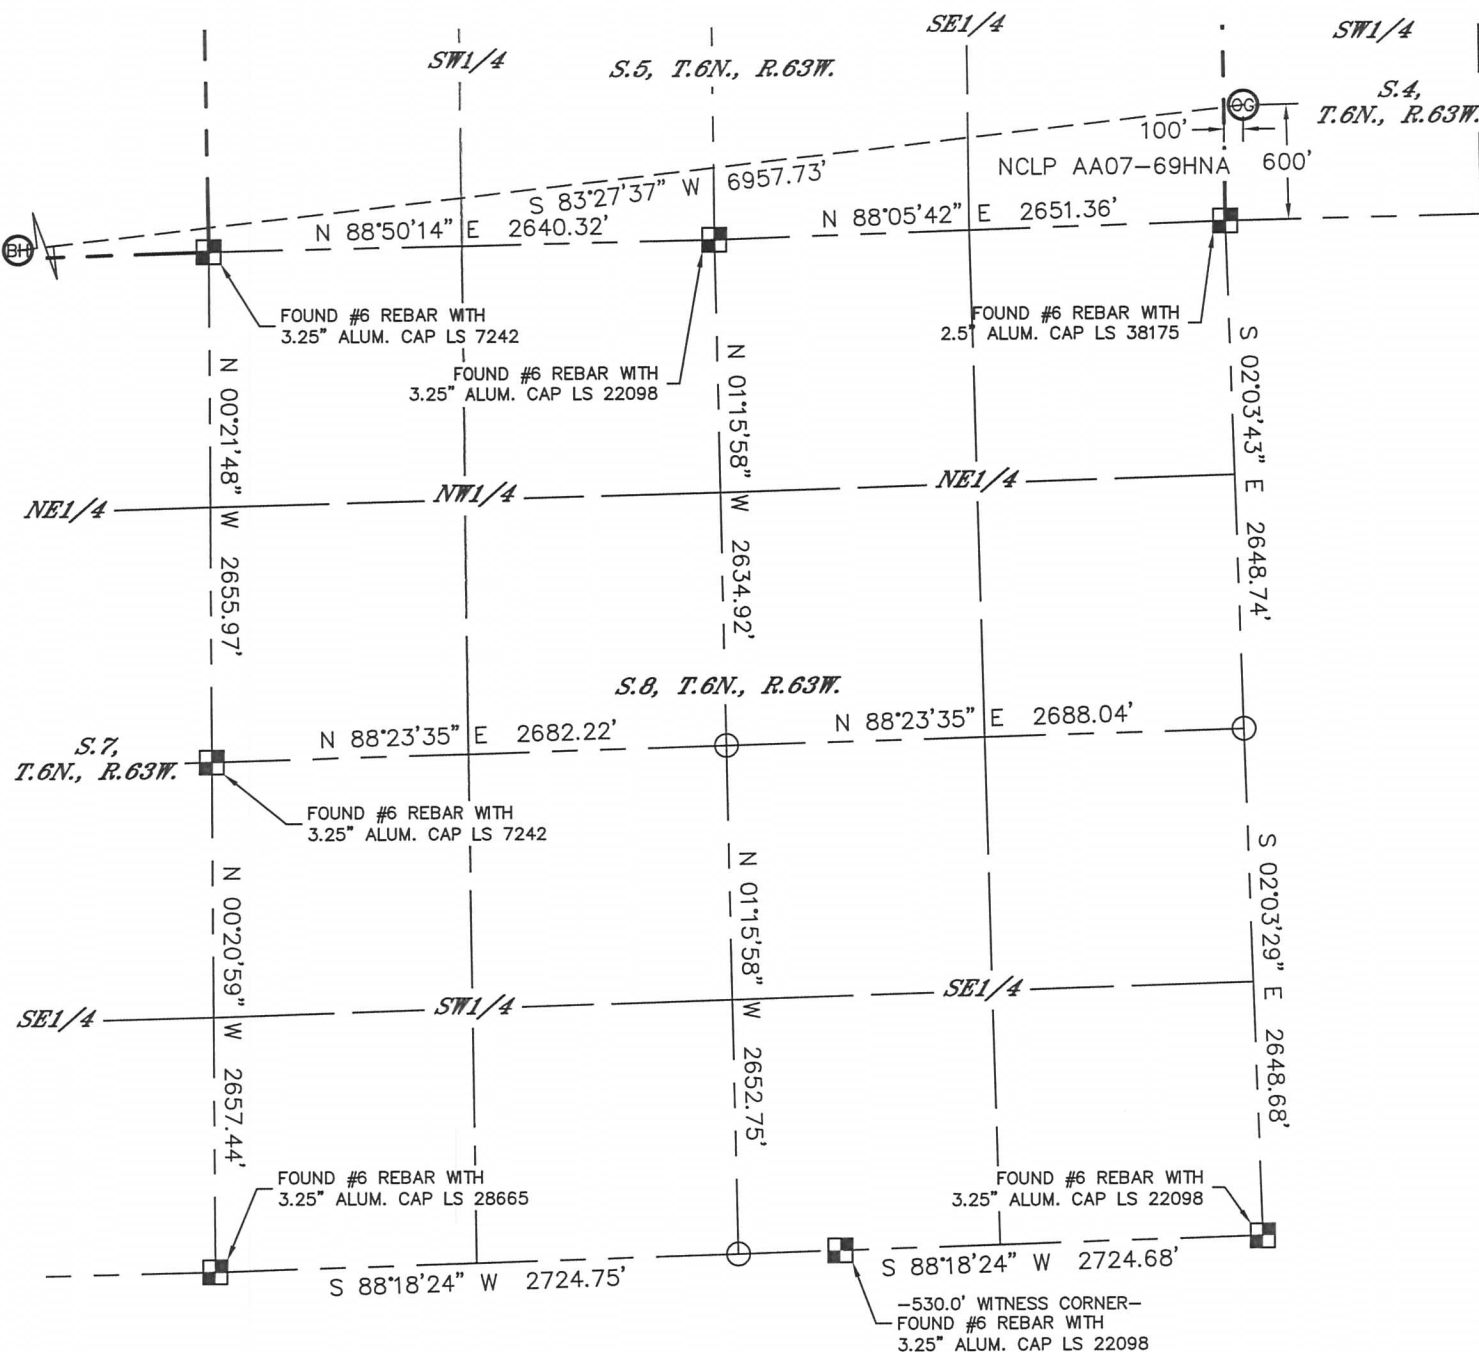 SE1/4
SW1/4
SW1/4
S.5, T.6N., R.63W.
S.4,
T.6N., R.63W.
100'
NCLP AA07-69HNA
600'
S 83°27'37" W 6957.73'
BH
N 88°50'14" E 2640.32'
N 88°05'42" E 2651.36'
FOUND #6 REBAR WITH
3.25" ALUM. CAP LS 7242
FOUND #6 REBAR WITH
2.5" ALUM. CAP LS 38175
FOUND #6 REBAR WITH
3.25" ALUM. CAP LS 22098
N 00°21'48" W 2655.97'
N 01°15'58" W 2634.92'
S 02°03'43" E 2648.74'
NE1/4
NW1/4
NE1/4
S.8, T.6N., R.63W.
N 88°23'35" E 2682.22'
N 88°23'35" E 2688.04'
S.7,
T.6N., R.63W.
FOUND #6 REBAR WITH
3.25" ALUM. CAP LS 7242
N 00°20'59" W 2657.44'
N 01°15'58" W 2652.75'
S 02°03'29" E 2648.68'
SE1/4
SW1/4
SE1/4
FOUND #6 REBAR WITH
3.25" ALUM. CAP LS 28665
FOUND #6 REBAR WITH
3.25" ALUM. CAP LS 22098
S 88°18'24" W 2724.75'
S 88°18'24" W 2724.68'
-530.0' WITNESS CORNER-
FOUND #6 REBAR WITH
3.25" ALUM. CAP LS 22098